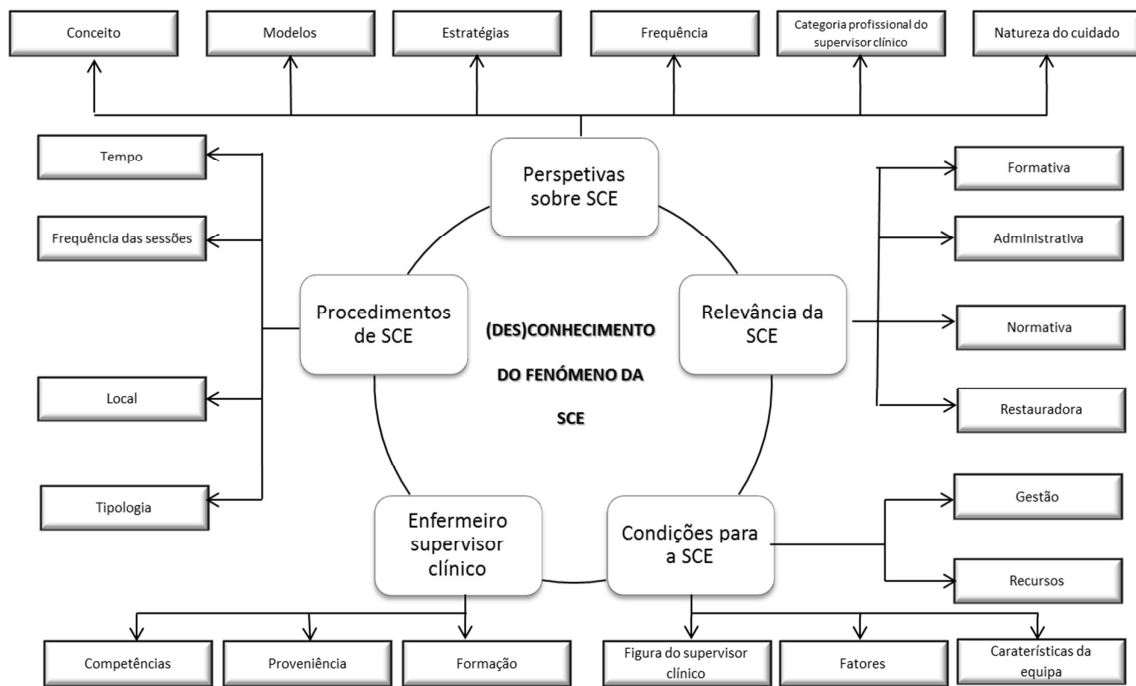 Conceito
Modelos
Estratégias
Frequência
Categoria profissional do
supervisor clínico
Natureza do cuidado
Perspetivas
sobre SCE
Tempo
Frequência das sessões
Local
Tipologia
Procedimentos
de SCE
(DES)CONHECIMENTO
DO FENÓMENO DA
SCE
Relevância da
SCE
Formativa
Administrativa
Normativa
Restauradora
Enfermeiro
supervisor
clínico
Condições para
a SCE
Gestão
Recursos
Competências
Proveniência
Formação
Figura do supervisor
clínico
Fatores
Caraterísticas da
equipa